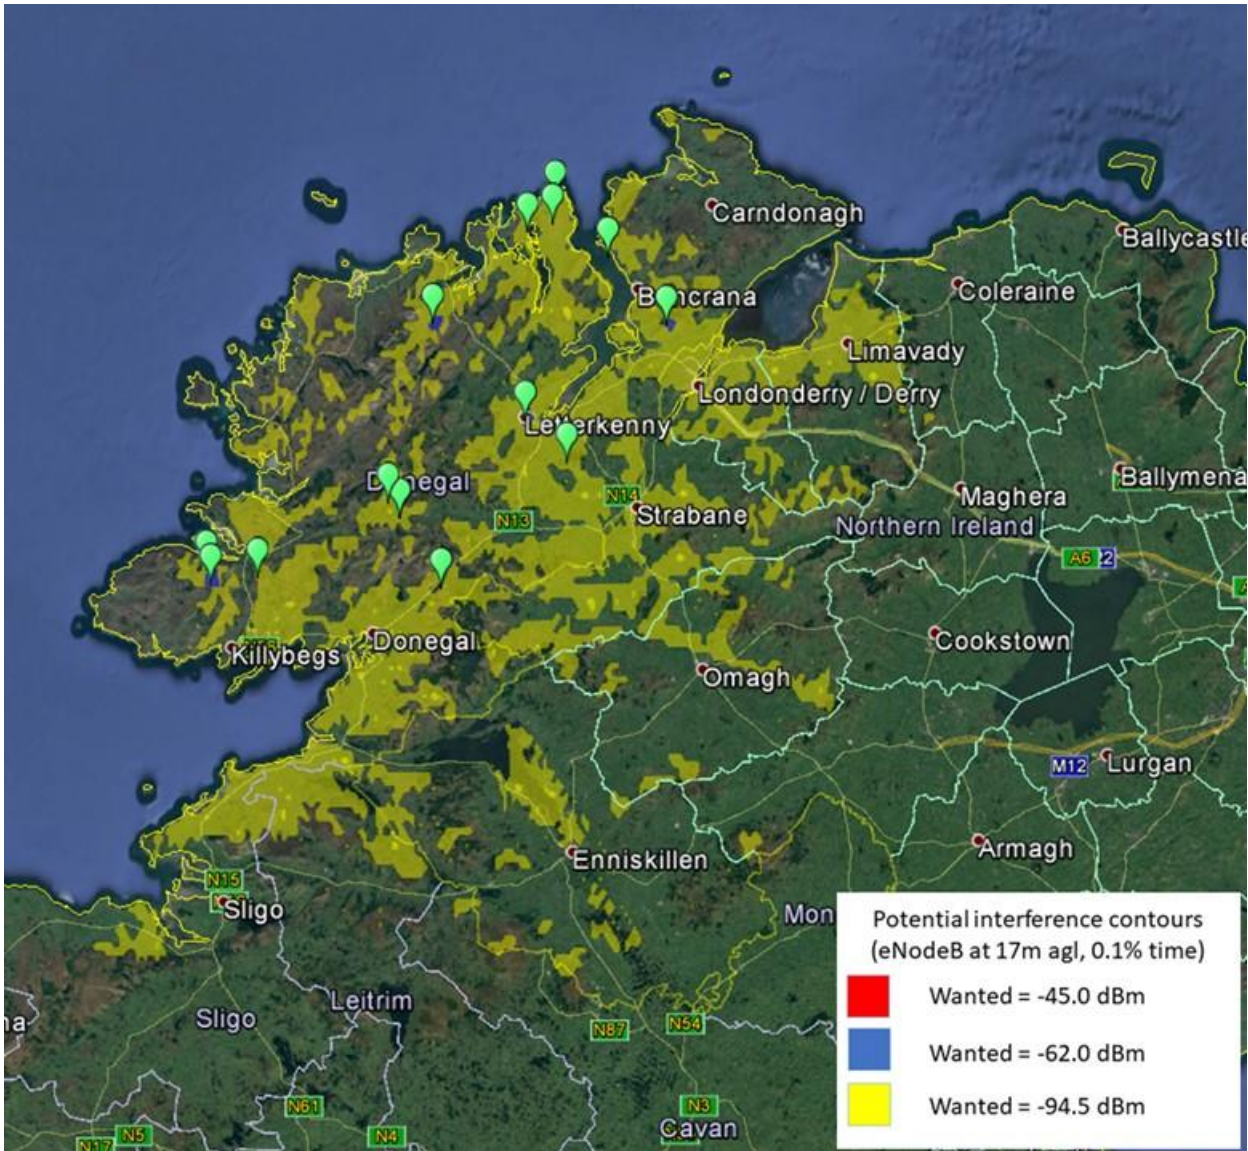 Carndonagh
Ballycastle
Buncrana
Coleraine
Limavady
Londonderry / Derry
Letterkenny
Ballymena
Donegal
Maghera
N14
Strabane
Northern Ireland
N13
A6
Cookstown
Donegal
Killybegs
Omagh
M12
Lurgan
Armagh
Enniskillen
N15
Sligo
Mon
Potential interference contours
(eNodeB at 17m agl, 0.1% time)
Wanted = -45.0 dBm
Wanted = -62.0 dBm
Wanted = -94.5 dBm
Leitrim
Sligo
na
N87
N54
N61
N3
Cavan
N5
N4
N17